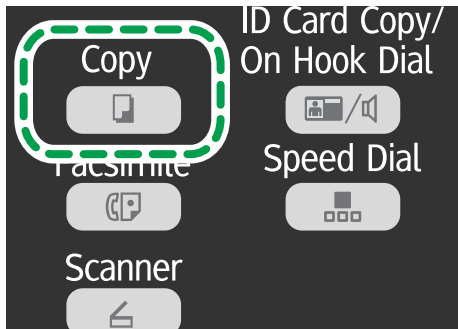 ID Card Copy/
Copy
On Hook Dial
Facsimile
Speed Dial
Scanner